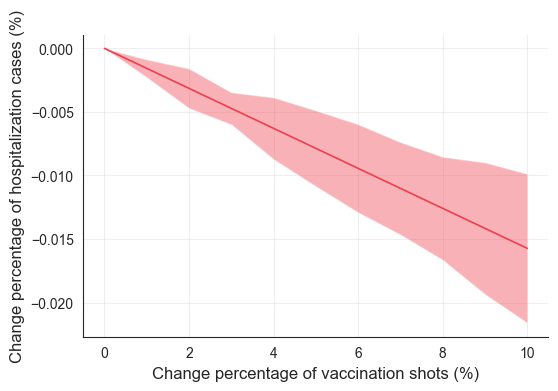 Change percentage of hospitalization cases (%)
0.000
−0.005
−0.010
−0.015
−0.020
0 2 4 6 8 10
Change percentage of vaccination shots (%)